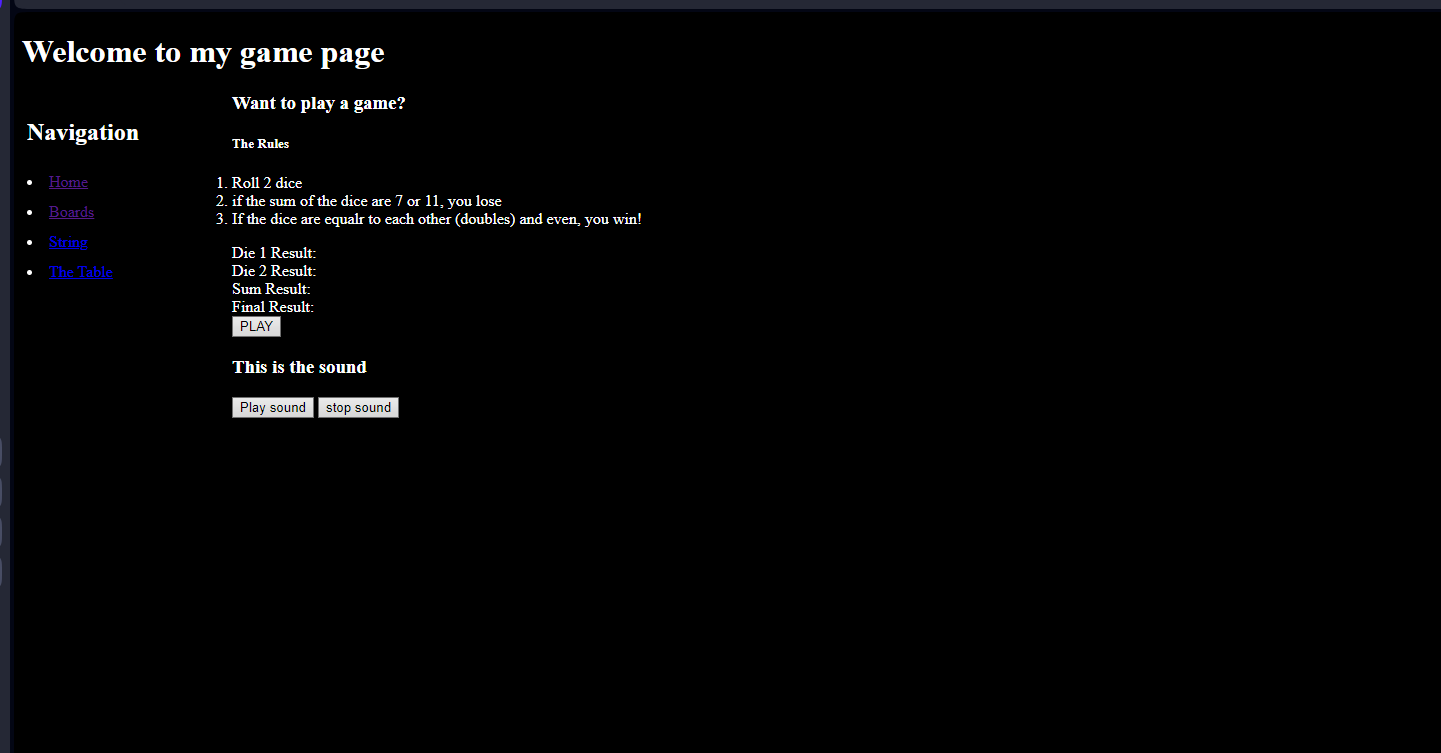 Welcome to my game page
Navigation
Home
Boards
String
The Table
Want to play a game?
The Rules
1. Roll 2 dice
2. if the sum of the dice are 7 or 11, you lose
3. If the dice are equalr to each other (doubles) and even, you win!
Die 1 Result:
Die 2 Result:
Sum Result:
Final Result:
PLAY
This is the sound
Play sound stop sound